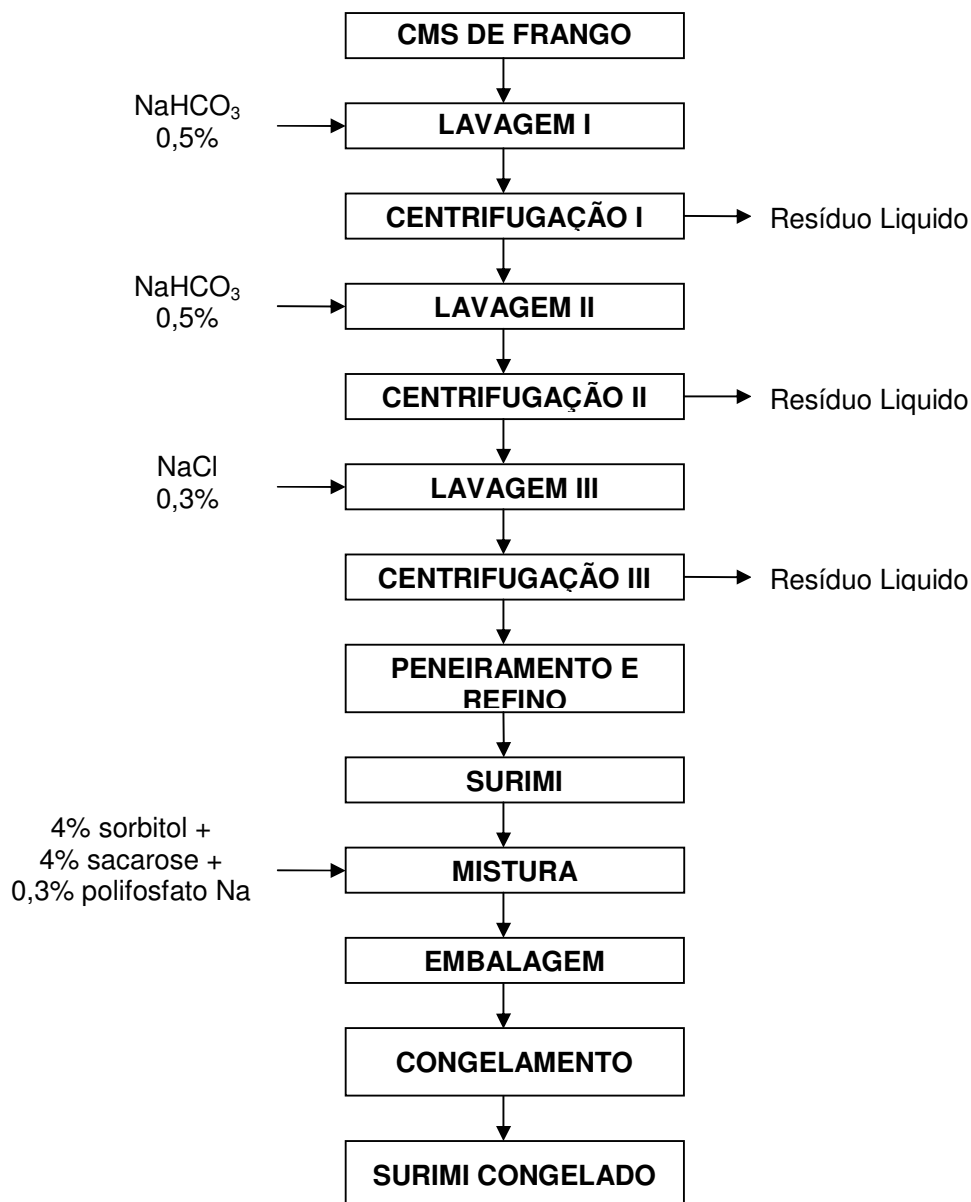 CMS DE FRANGO
NaHCO₃
0,5%
LAVAGEM I
CENTRIFUGAÇÃO I
Resíduo Liquido
NaHCO₃
0,5%
LAVAGEM II
CENTRIFUGAÇÃO II
Resíduo Liquido
NaCl
0,3%
LAVAGEM III
CENTRIFUGAÇÃO III
Resíduo Liquido
PENEIRAMENTO E
REFINO
SURIMI
4% sorbitol +
4% sacarose +
0,3% polifosfato Na
MISTURA
EMBALAGEM
CONGELAMENTO
SURIMI CONGELADO